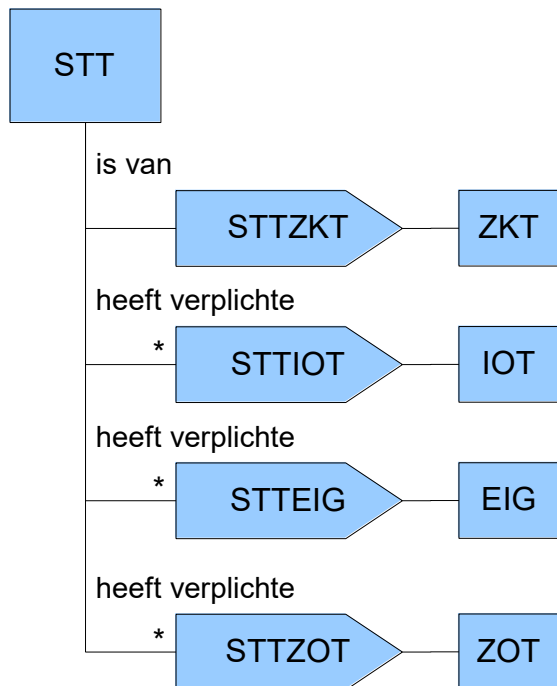 STT
is van
STTZKT ZKT
heeft verplichte
* STTIOT IOT
heeft verplichte
* STTEIG EIG
heeft verplichte
* STTZOT ZOT